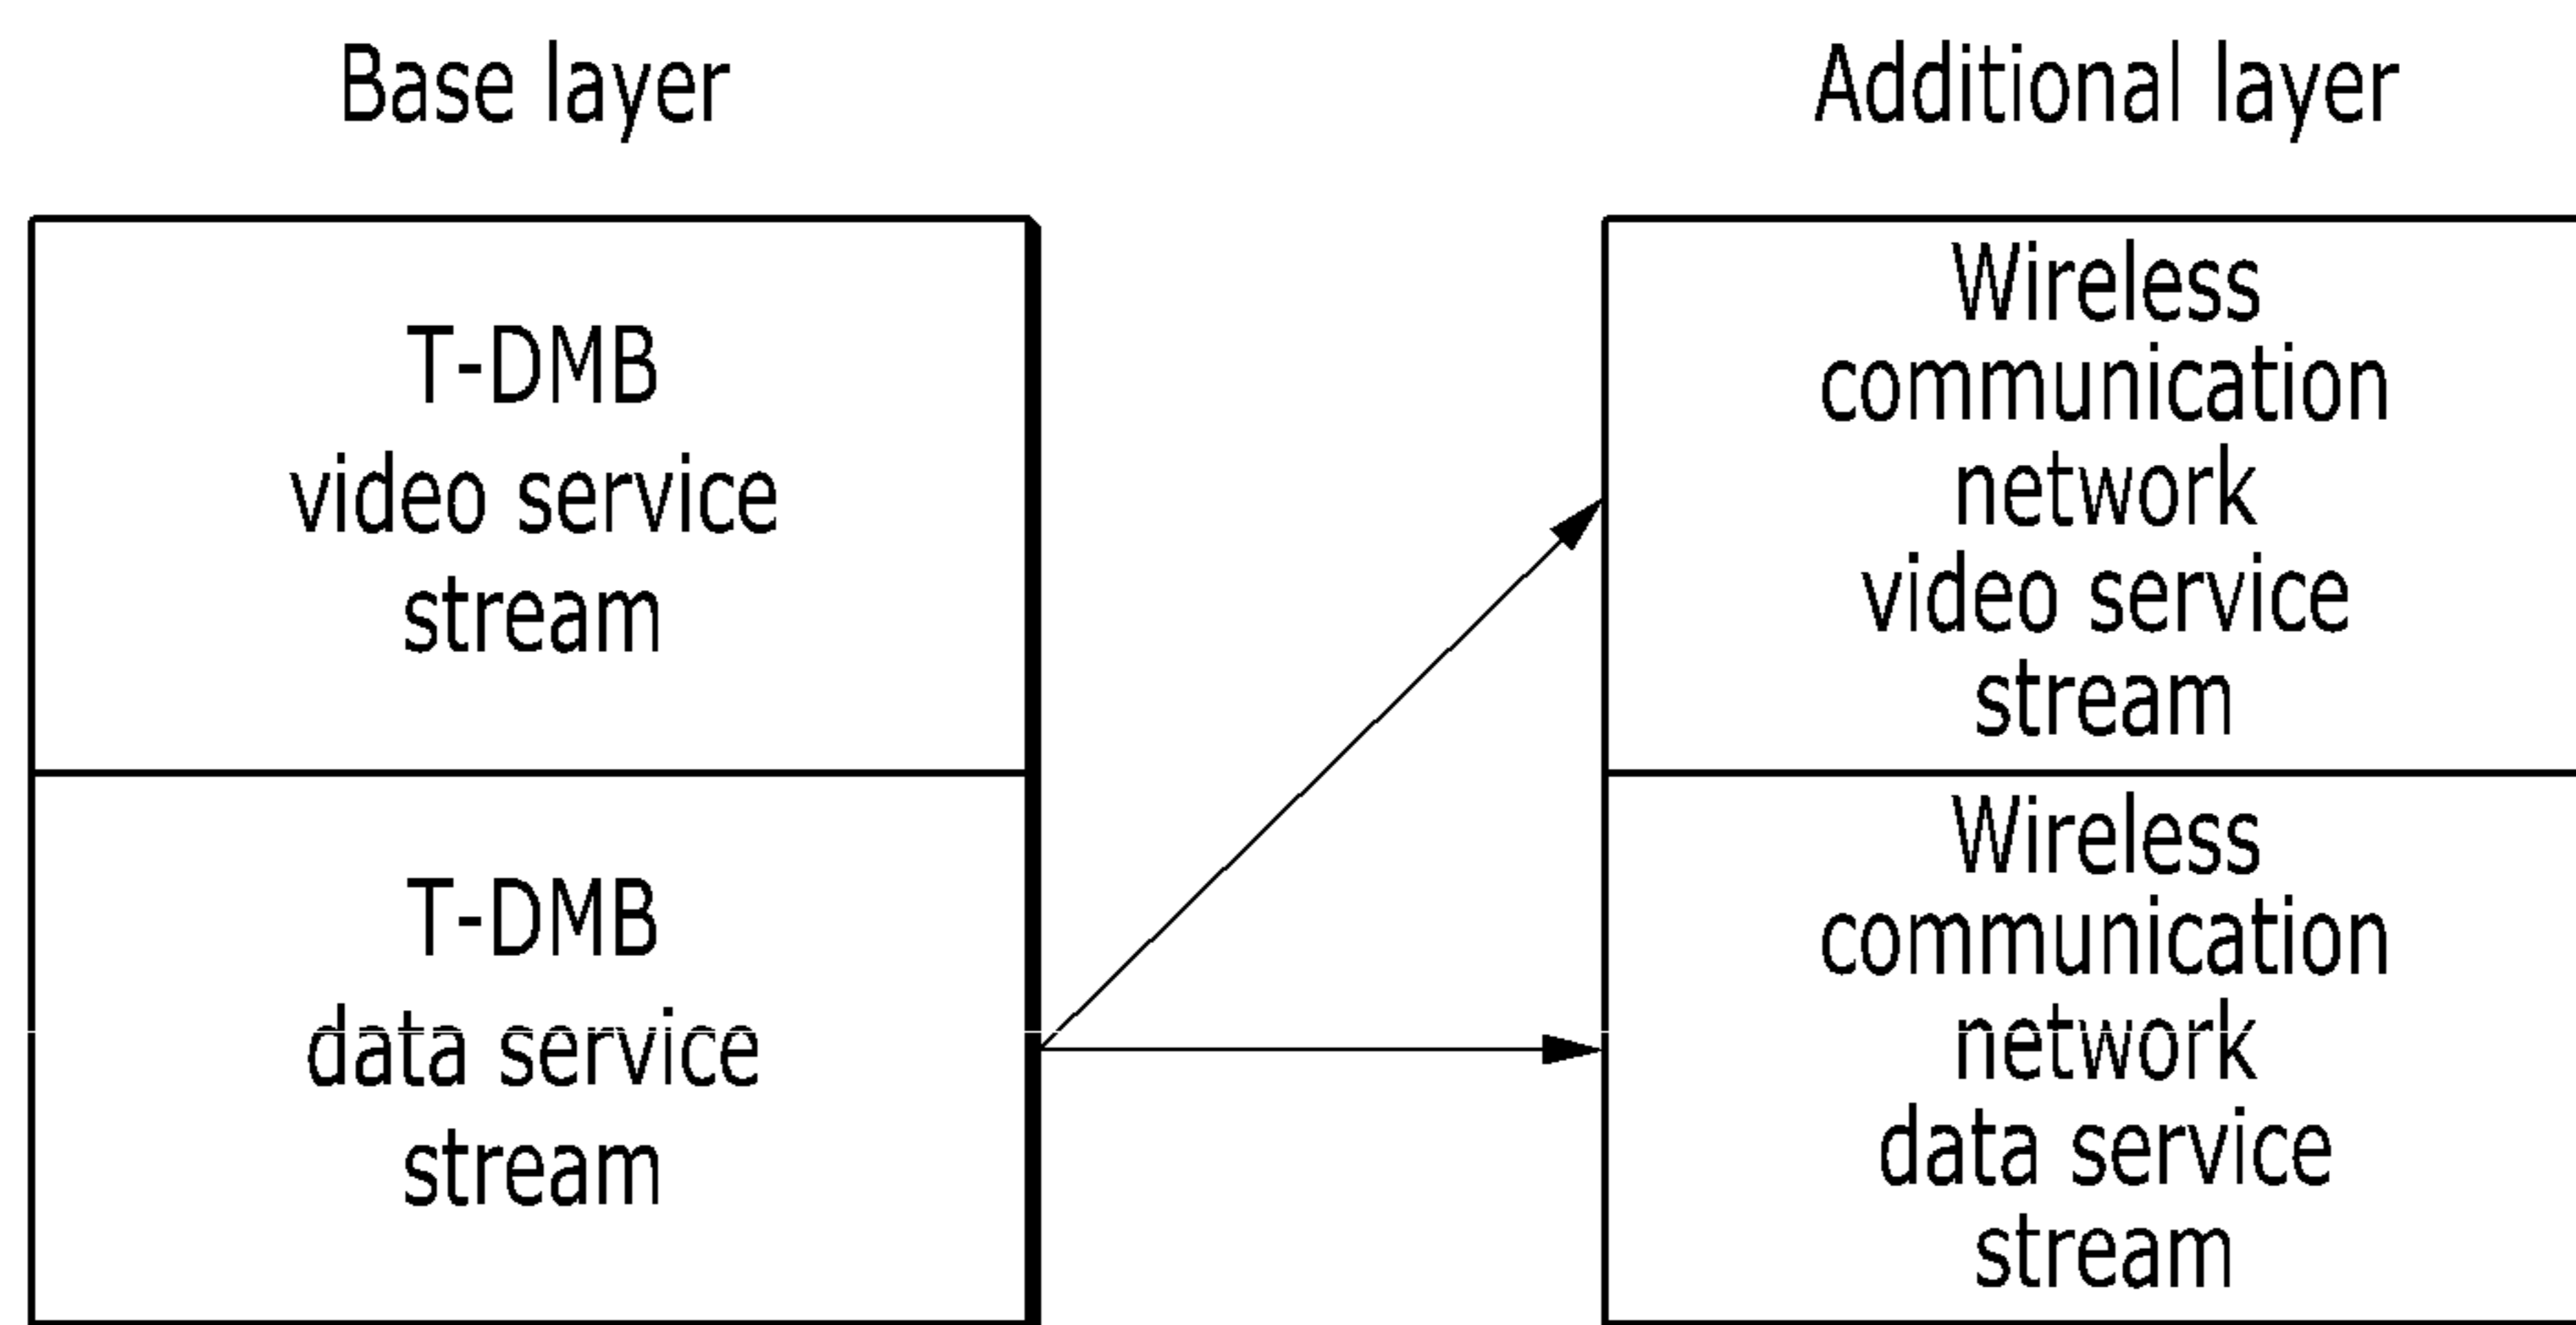 Base layer
Additional layer
T-DMB
video service
stream
Wireless
communication
network
video service
stream
T-DMB
data service
stream
Wireless
communication
network
data service
stream